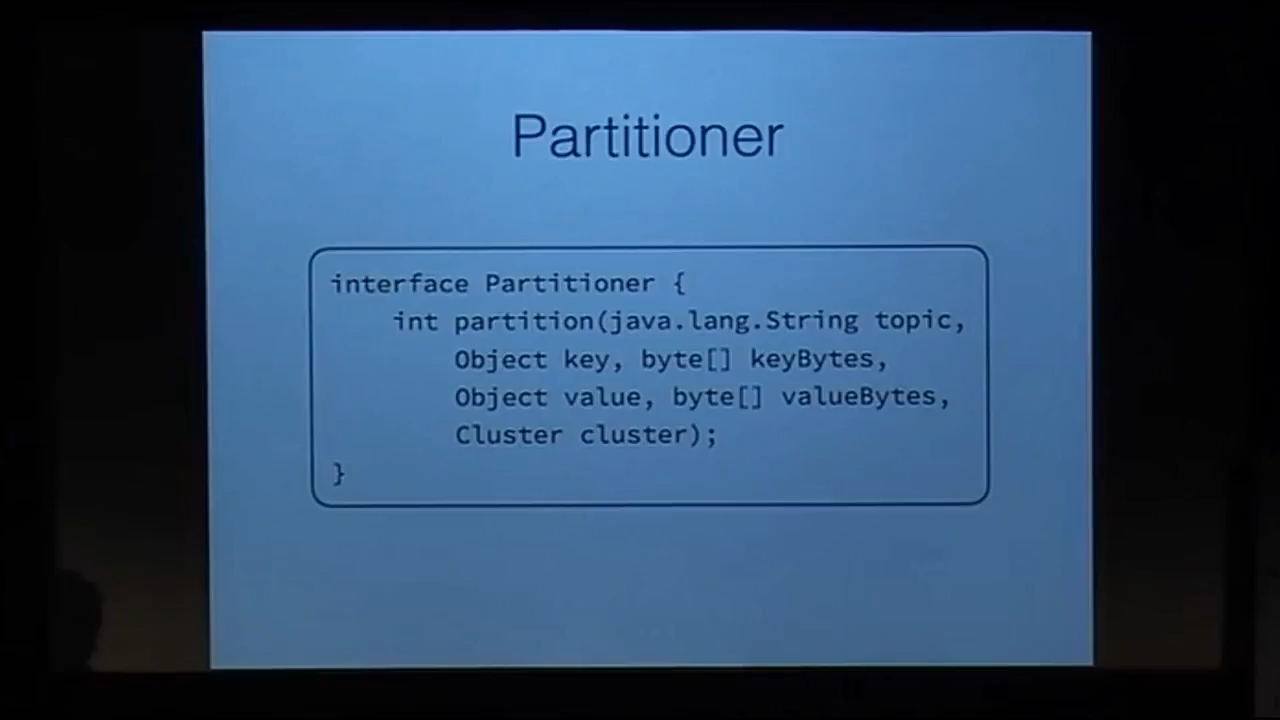 Partitioner
interface Partitioner {
int partition(java.lang.String topic,
Object key, byte[] keyBytes,
Object value, byte[] valueBytes,
Cluster cluster);
}